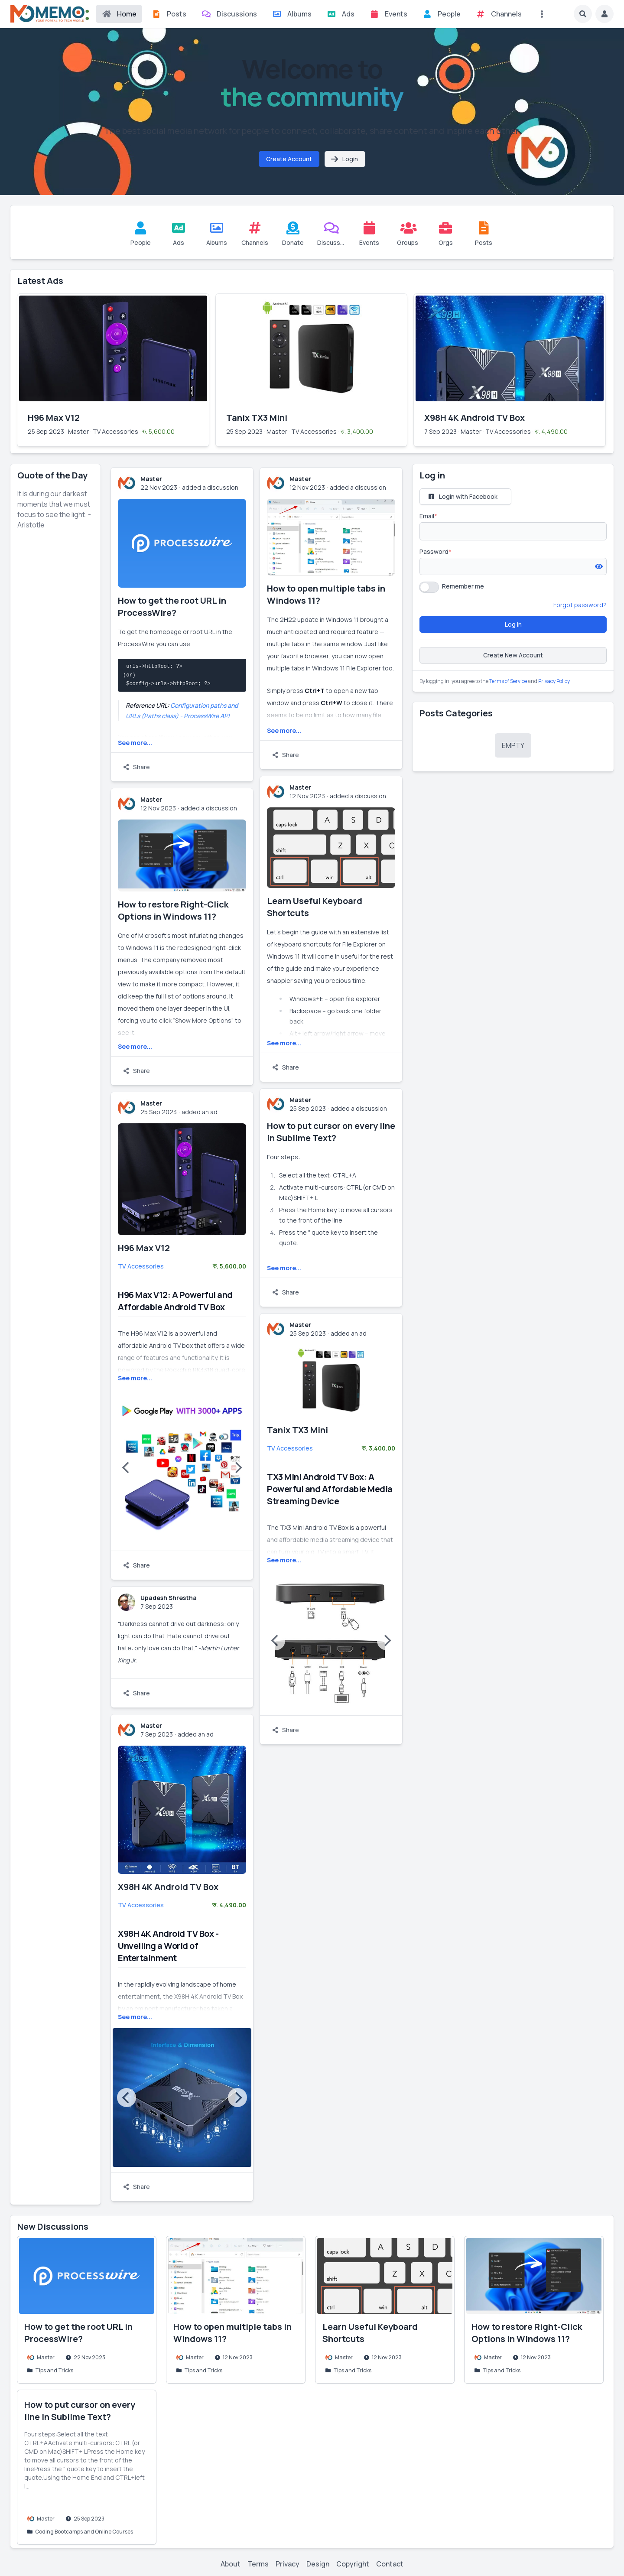 NOMEMO
Home
Posts
Discussions
Albums
Ads
Events
People
Channels
Welcome to
the community
Create Account
Login
People
Ads
Albums
Channels
Donate
Discuss...
Events
Groups
Orgs
Posts
Latest Ads
H96 Max V12
25 Sep 2023 · Master · TV Accessories रु. 5,600.00
Tanix TX3 Mini
25 Sep 2023 · Master · TV Accessories रु. 3,400.00
X98H 4K Android TV Box
7 Sep 2023 · Master · TV Accessories रु. 4,490.00
Quote of the Day
It is during our darkest
moments that we must
focus to see the light. -
Aristotle
Master
22 Nov 2023 · added a discussion
PROCESSWIRE
How to get the root URL in
ProcessWire?
To get the homepage or root URL in the
ProcessWire you can use
urls->httpRoot; ?>
(or)
$config->urls->httpRoot; ?>
Reference URL: Configuration paths and
URLs (Paths class) - ProcessWire API
See more...
Share
Master
12 Nov 2023 · added a discussion
How to restore Right-Click
Options in Windows 11?
One of Microsoft's most infuriating changes
to Windows 11 is the redesigned right-click
menus. The company removed most
previously available options from the default
view to make it more compact. However, it
did keep the full list of options around. It
moved them one layer deeper in the UI,
forcing you to click "Show More Options" to
see it.
See more...
Share
Master
25 Sep 2023 · added an ad
H96 Max V12
TV Accessories
रु. 5,600.00
H96 Max V12: A Powerful and
Affordable Android TV Box
The H96 Max V12 is a powerful and
affordable Android TV box that offers a wide
range of features and functionality. It is
See more...
Google Play WITH 3000+ APPS
Share
Upadesh Shrestha
7 Sep 2023
"Darkness cannot drive out darkness: only
light can do that. Hate cannot drive out
hate: only love can do that." -Martin Luther
King Jr.
Share
Master
7 Sep 2023 · added an ad
X98H
X98H 4K Android TV Box
TV Accessories
रु. 4,490.00
X98H 4K Android TV Box -
Unveiling a World of
Entertainment
In the rapidly evolving landscape of home
entertainment, the X98H 4K Android TV Box
See more...
Interface & Dimension
Share
Master
12 Nov 2023 · added a discussion
How to open multiple tabs in
Windows 11?
The 2H22 update in Windows 11 brought a
much anticipated and required feature —
multiple tabs in the same window. Just like
your favorite browser, you can now open
multiple tabs in Windows 11 File Explorer too.
Simply press Ctrl+T to open a new tab
window and press Ctrl+W to close it. There
seems to be no limit as to how many file
See more...
Share
Master
12 Nov 2023 · added a discussion
caps lock A S D
shift Z X
ctrl win alt
Learn Useful Keyboard
Shortcuts
Let's begin the guide with an extensive list
of keyboard shortcuts for File Explorer on
Windows 11. It will come in useful for the rest
of the guide and make your experience
snappier saving you precious time.
Windows+E – open file explorer
Backspace – go back one folder
back
See more...
Share
Master
25 Sep 2023 · added a discussion
How to put cursor on every line
in Sublime Text?
Four steps:
1. Select all the text: CTRL+A
2. Activate multi-cursors: CTRL (or CMD on
Mac)SHIFT+ L
3. Press the Home key to move all cursors
to the front of the line
4. Press the " quote key to insert the
quote.
See more...
Share
Master
25 Sep 2023 · added an ad
Tanix TX3 Mini
TV Accessories
रु. 3,400.00
TX3 Mini Android TV Box: A
Powerful and Affordable Media
Streaming Device
The TX3 Mini Android TV Box is a powerful
and affordable media streaming device that
See more...
Share
Log in
Login with Facebook
Email*
Password*
Remember me
Forgot password?
Log in
Create New Account
By logging in, you agree to the Terms of Service and Privacy Policy
Posts Categories
EMPTY
New Discussions
PROCESSWIRE
How to get the root URL in
ProcessWire?
Master 22 Nov 2023
Tips and Tricks
How to open multiple tabs in
Windows 11?
Master 12 Nov 2023
Tips and Tricks
caps lock A S D
shift Z X
ctrl win alt
Learn Useful Keyboard
Shortcuts
Master 12 Nov 2023
Tips and Tricks
How to restore Right-Click
Options in Windows 11?
Master 12 Nov 2023
Tips and Tricks
How to put cursor on every
line in Sublime Text?
Four steps:Select all the text:
CTRL+AActivate multi-cursors: CTRL (or
CMD on Mac)SHIFT+ LPress the Home key
to move all cursors to the front of the
linePress the " quote key to insert the
quote.Using the Home End and CTRL+left
l...
Master 25 Sep 2023
Coding Bootcamps and Online Courses
About Terms Privacy Design Copyright Contact